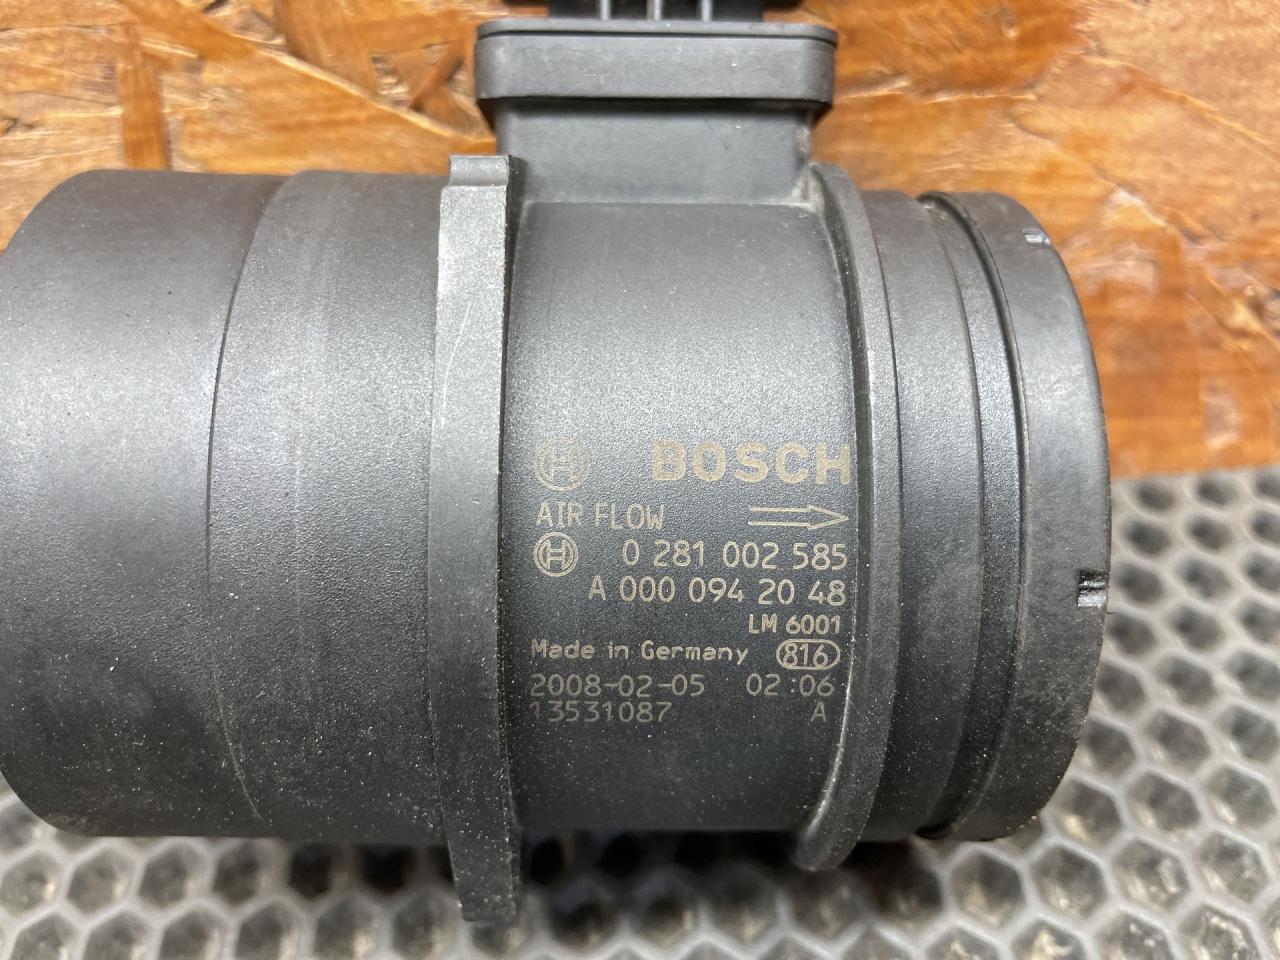 BOSCH
AIR FLOW
0 281 002 585
A 000 094 20 48
LM 6001
Made in Germany 816
2008-02-05 02:06
13531087 A